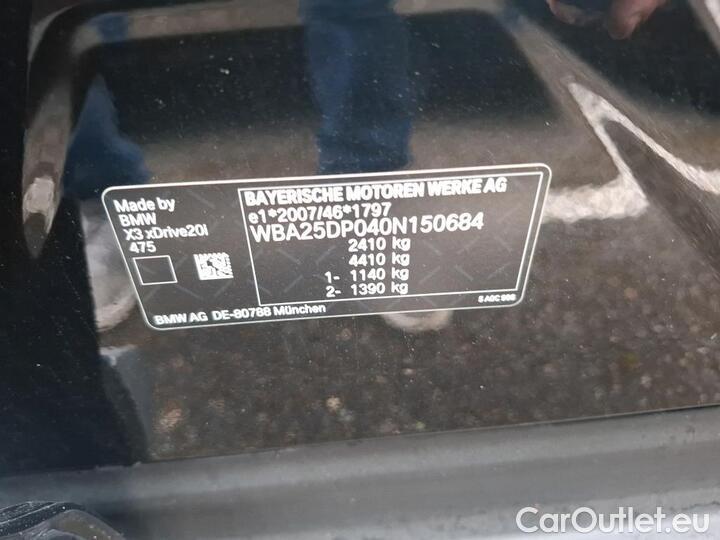 Made by
BMW
X3 xDrive20i
475
BMW AG DE-80788 München
BAYERISCHE MOTOREN WERKE AG
e1*2007/46*1797
WBA25DP040N150684
2410 kg
4410 kg
1- 1140 kg
2- 1390 kg
CarOutlet.eu